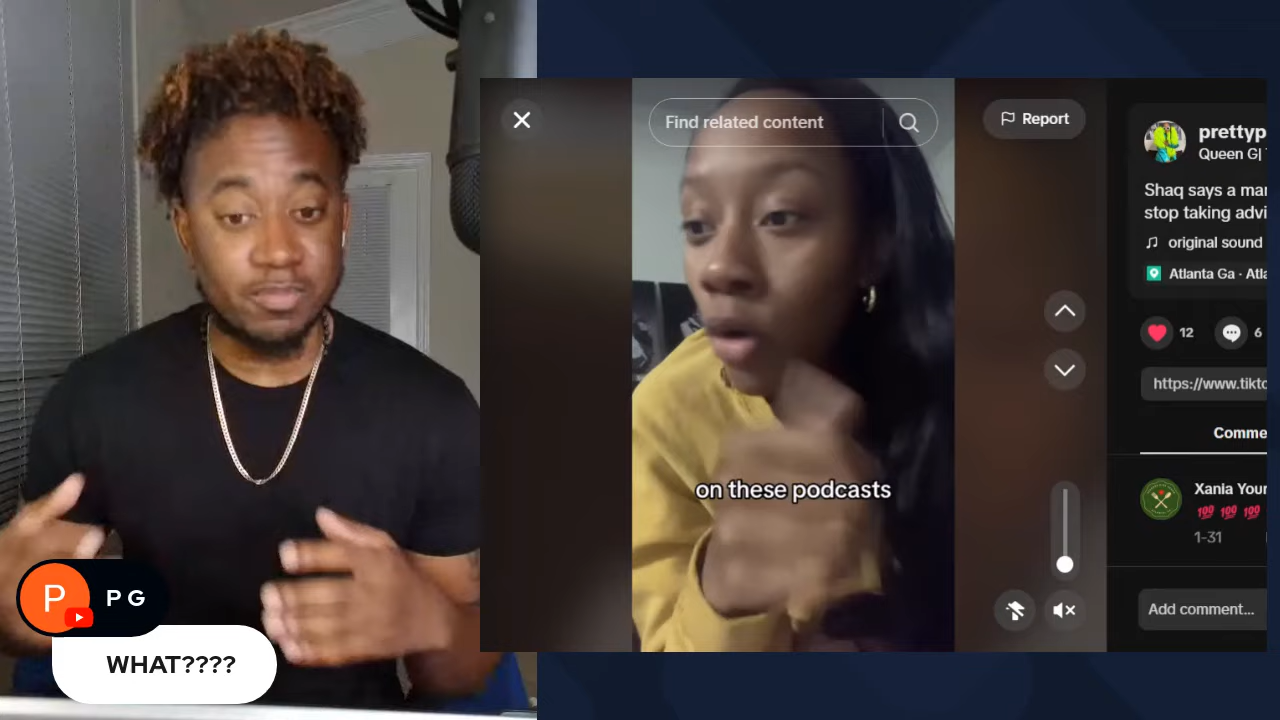 Find related content
Report
prettyp
Queen G|
Shaq says a mar
stop taking advi
original sound
Atlanta Ga · Atla
12
6
https://www.tikto
on these podcasts
Comme
Xania Your
💯 💯 💯
1-31
Add comment...
P
P G
WHAT????